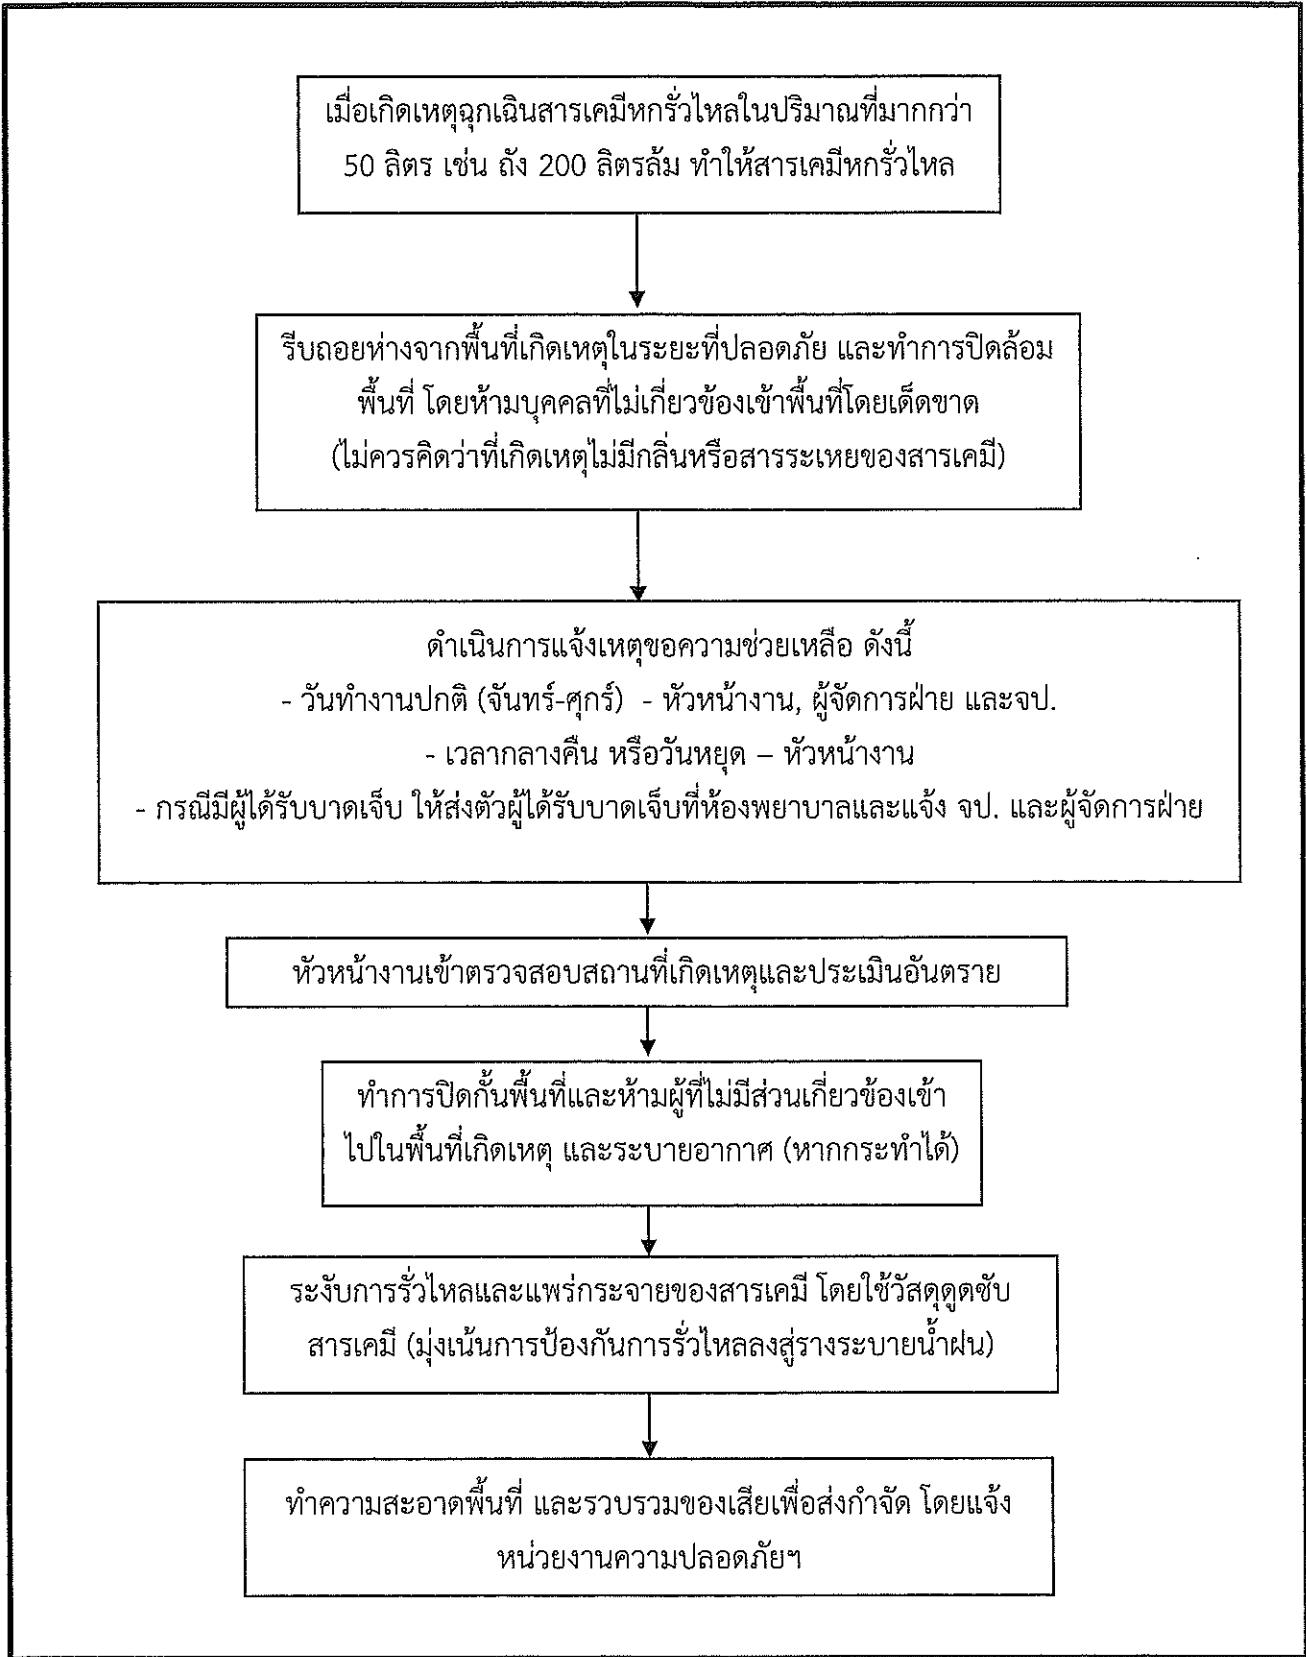 เมื่อเกิดเหตุฉุกเฉินสารเคมีหกรั่วไหลในปริมาณที่มากกว่า
50 ลิตร เช่น ถัง 200 ลิตรล้ม ทำให้สารเคมีหกรั่วไหล
รีบถอยห่างจากพื้นที่เกิดเหตุในระยะที่ปลอดภัย และทำการปิดล้อม
พื้นที่ โดยห้ามบุคคลที่ไม่เกี่ยวข้องเข้าพื้นที่โดยเด็ดขาด
(ไม่ควรคิดว่าที่เกิดเหตุไม่มีกลิ่นหรือสารระเหยของสารเคมี)
ดำเนินการแจ้งเหตุขอความช่วยเหลือ ดังนี้
- วันทำงานปกติ (จันทร์-ศุกร์) - หัวหน้างาน, ผู้จัดการฝ่าย และจป.
- เวลากลางคืน หรือวันหยุด – หัวหน้างาน
- กรณีมีผู้ได้รับบาดเจ็บ ให้ส่งตัวผู้ได้รับบาดเจ็บที่ห้องพยาบาลและแจ้ง จป. และผู้จัดการฝ่าย
หัวหน้างานเข้าตรวจสอบสถานที่เกิดเหตุและประเมินอันตราย
ทำการปิดกั้นพื้นที่และห้ามผู้ที่ไม่มีส่วนเกี่ยวข้องเข้า
ไปในพื้นที่เกิดเหตุ และระบายอากาศ (หากกระทำได้)
ระงับการรั่วไหลและแพร่กระจายของสารเคมี โดยใช้วัสดุดูดซับ
สารเคมี (มุ่งเน้นการป้องกันการรั่วไหลลงสู่รางระบายน้ำฝน)
ทำความสะอาดพื้นที่ และรวบรวมของเสียเพื่อส่งกำจัด โดยแจ้ง
หน่วยงานความปลอดภัยฯ